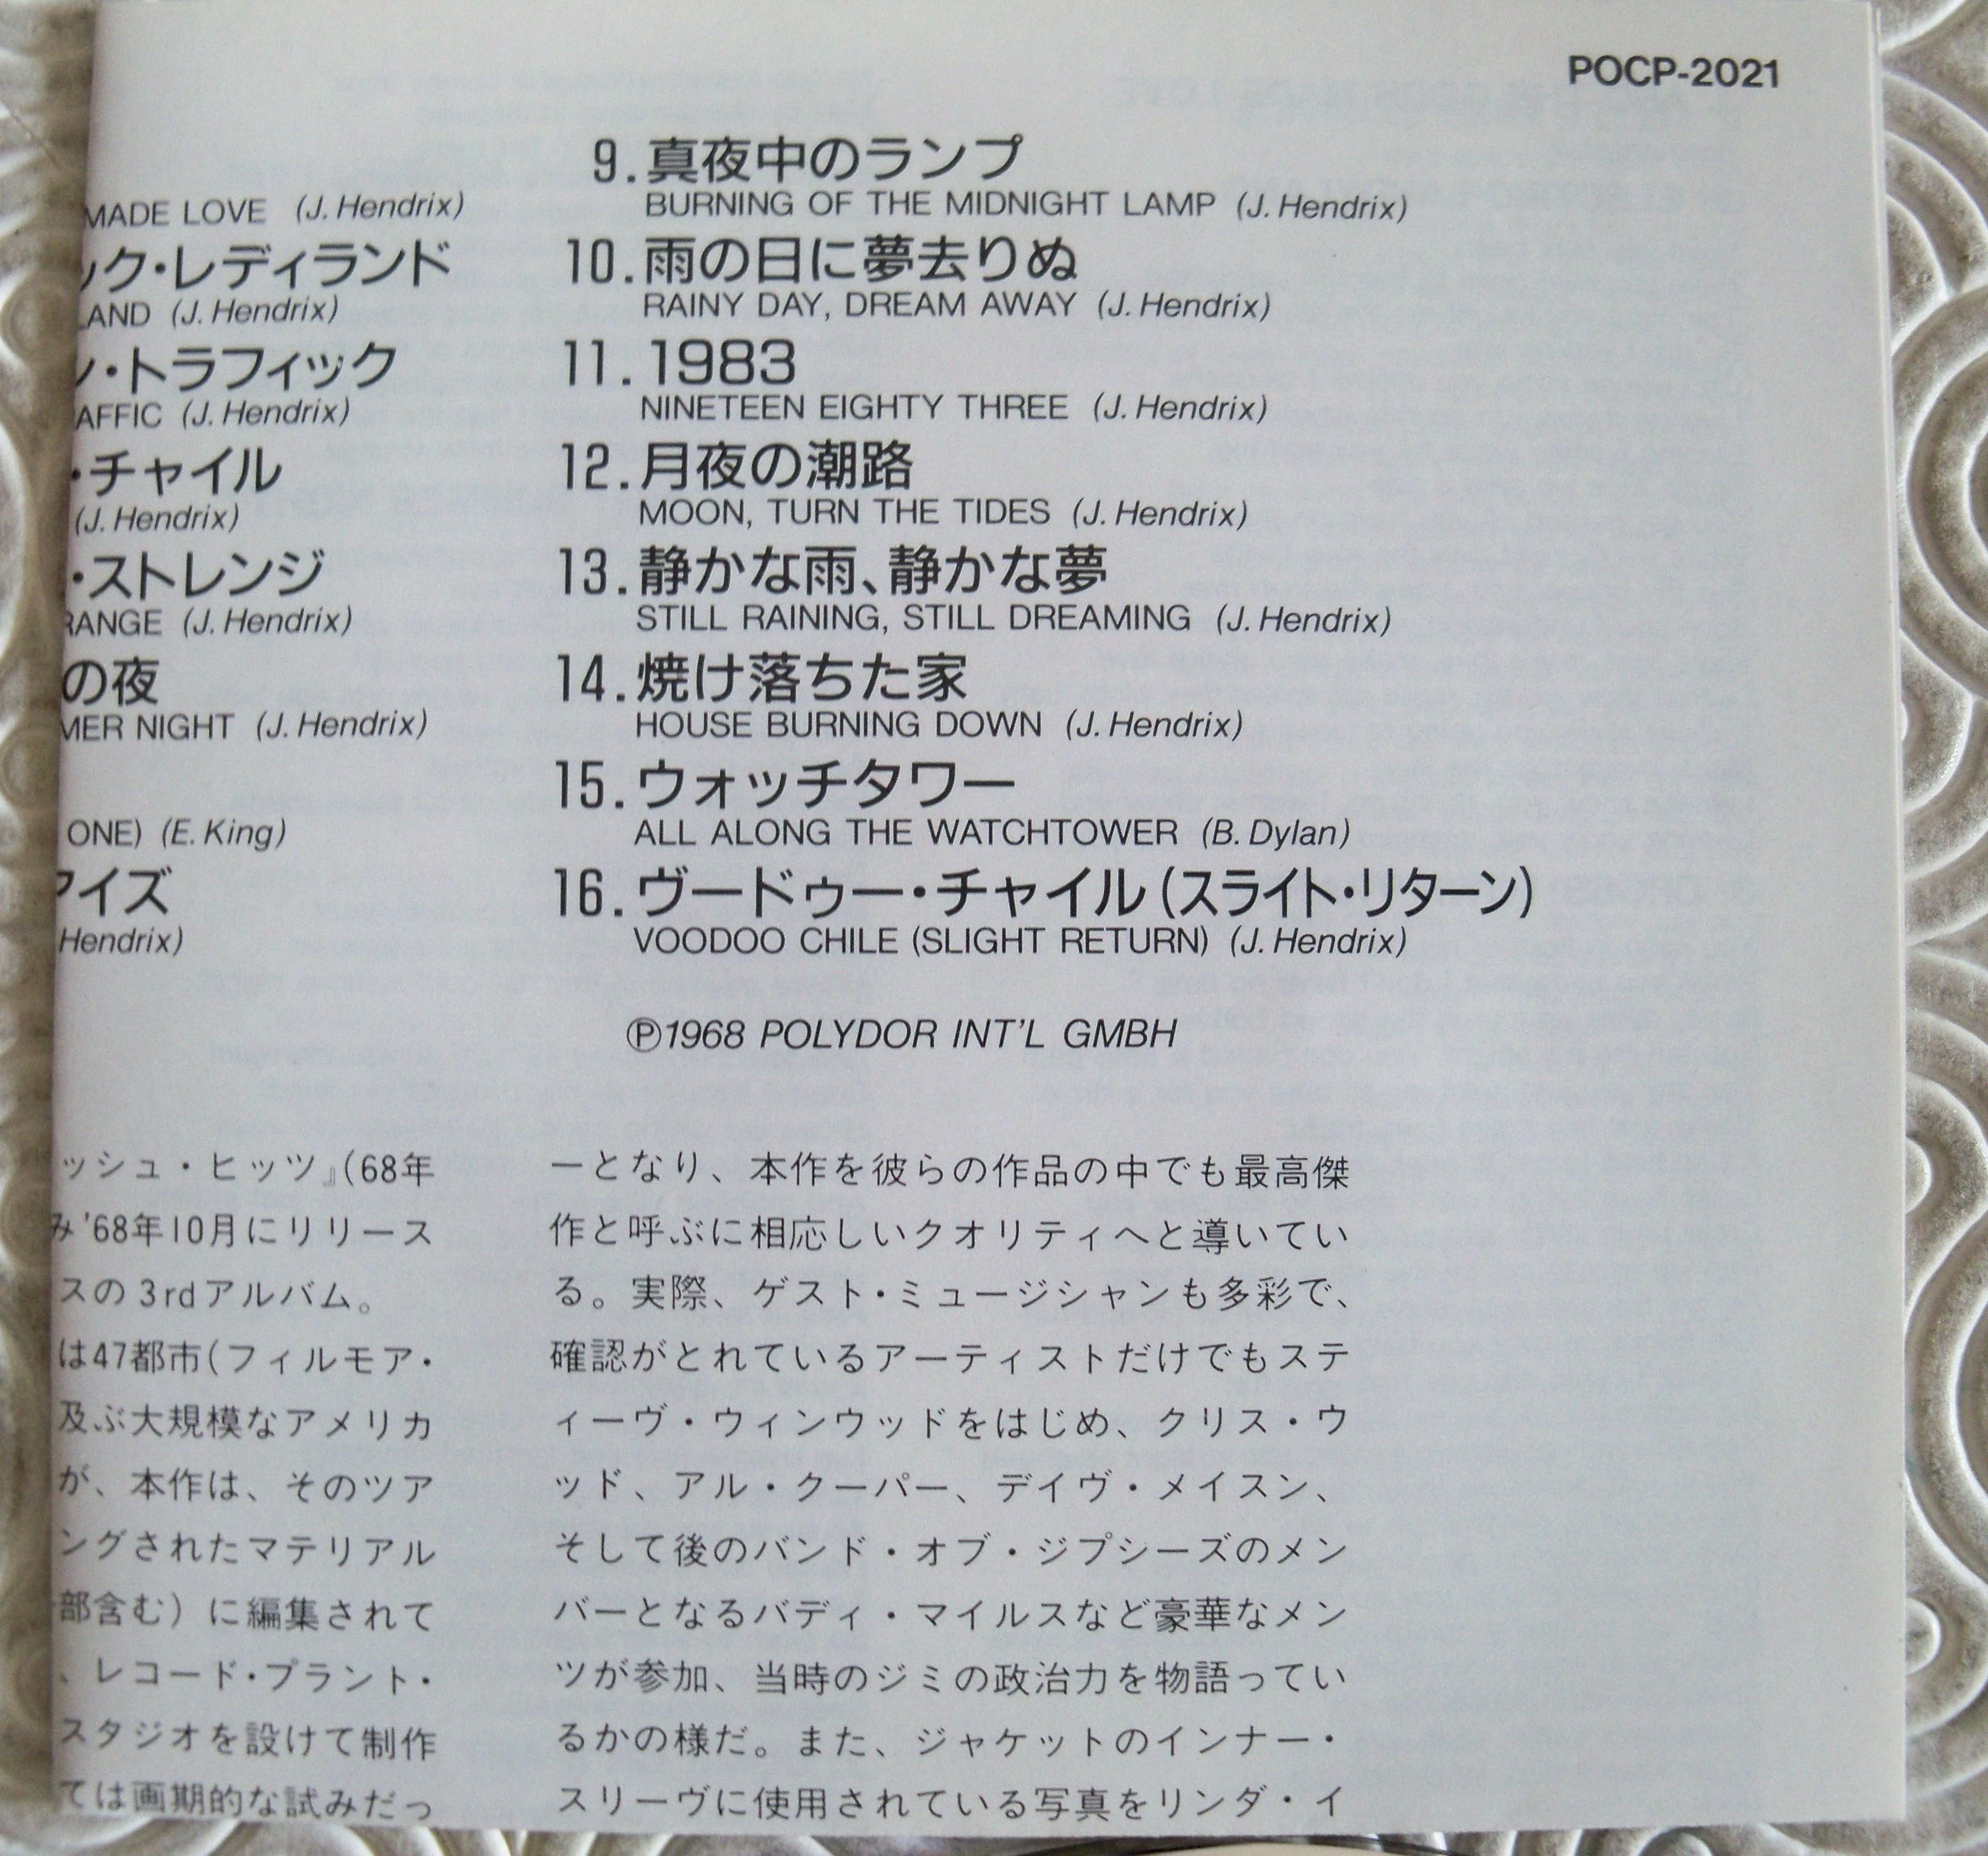 POCP-2021
MADE LOVE (J. Hendrix)
ック・レディランド
LAND (J. Hendrix)
ン・トラフィック
AFFIC (J. Hendrix)
・チャイル
(J. Hendrix)
・ストレンジ
RANGE (J. Hendrix)
の夜
MER NIGHT (J. Hendrix)
ONE) (E. King)
アイズ
Hendrix)
9. 真夜中のランプ
BURNING OF THE MIDNIGHT LAMP (J. Hendrix)
10. 雨の日に夢去りぬ
RAINY DAY, DREAM AWAY (J. Hendrix)
11. 1983
NINETEEN EIGHTY THREE (J. Hendrix)
12. 月夜の潮路
MOON, TURN THE TIDES (J. Hendrix)
13. 静かな雨、静かな夢
STILL RAINING, STILL DREAMING (J. Hendrix)
14. 焼け落ちた家
HOUSE BURNING DOWN (J. Hendrix)
15. ウォッチタワー
ALL ALONG THE WATCHTOWER (B. Dylan)
16. ヴードゥー・チャイル(スライト・リターン)
VOODOO CHILE (SLIGHT RETURN) (J. Hendrix)
Ⓟ1968 POLYDOR INT'L GMBH
ッシュ・ヒッツ』(68年
み'68年10月にリリース
スの3rdアルバム。
は47都市(フィルモア・
及ぶ大規模なアメリカ
が、本作は、そのツア
ングされたマテリアル
部含む) に編集されて
、レコード・プラント・
スタジオを設けて制作
ては画期的な試みだっ
ーとなり、本作を彼らの作品の中でも最高傑
作と呼ぶに相応しいクオリティへと導いてい
る。実際、ゲスト・ミュージシャンも多彩で、
確認がとれているアーティストだけでもステ
ィーヴ・ウィンウッドをはじめ、クリス・ウ
ッド、アル・クーパー、デイヴ・メイスン、
そして後のバンド・オブ・ジプシーズのメン
バーとなるバディ・マイルスなど豪華なメン
ツが参加、当時のジミの政治力を物語ってい
るかの様だ。また、ジャケットのインナー・
スリーヴに使用されている写真をリンダ・イ